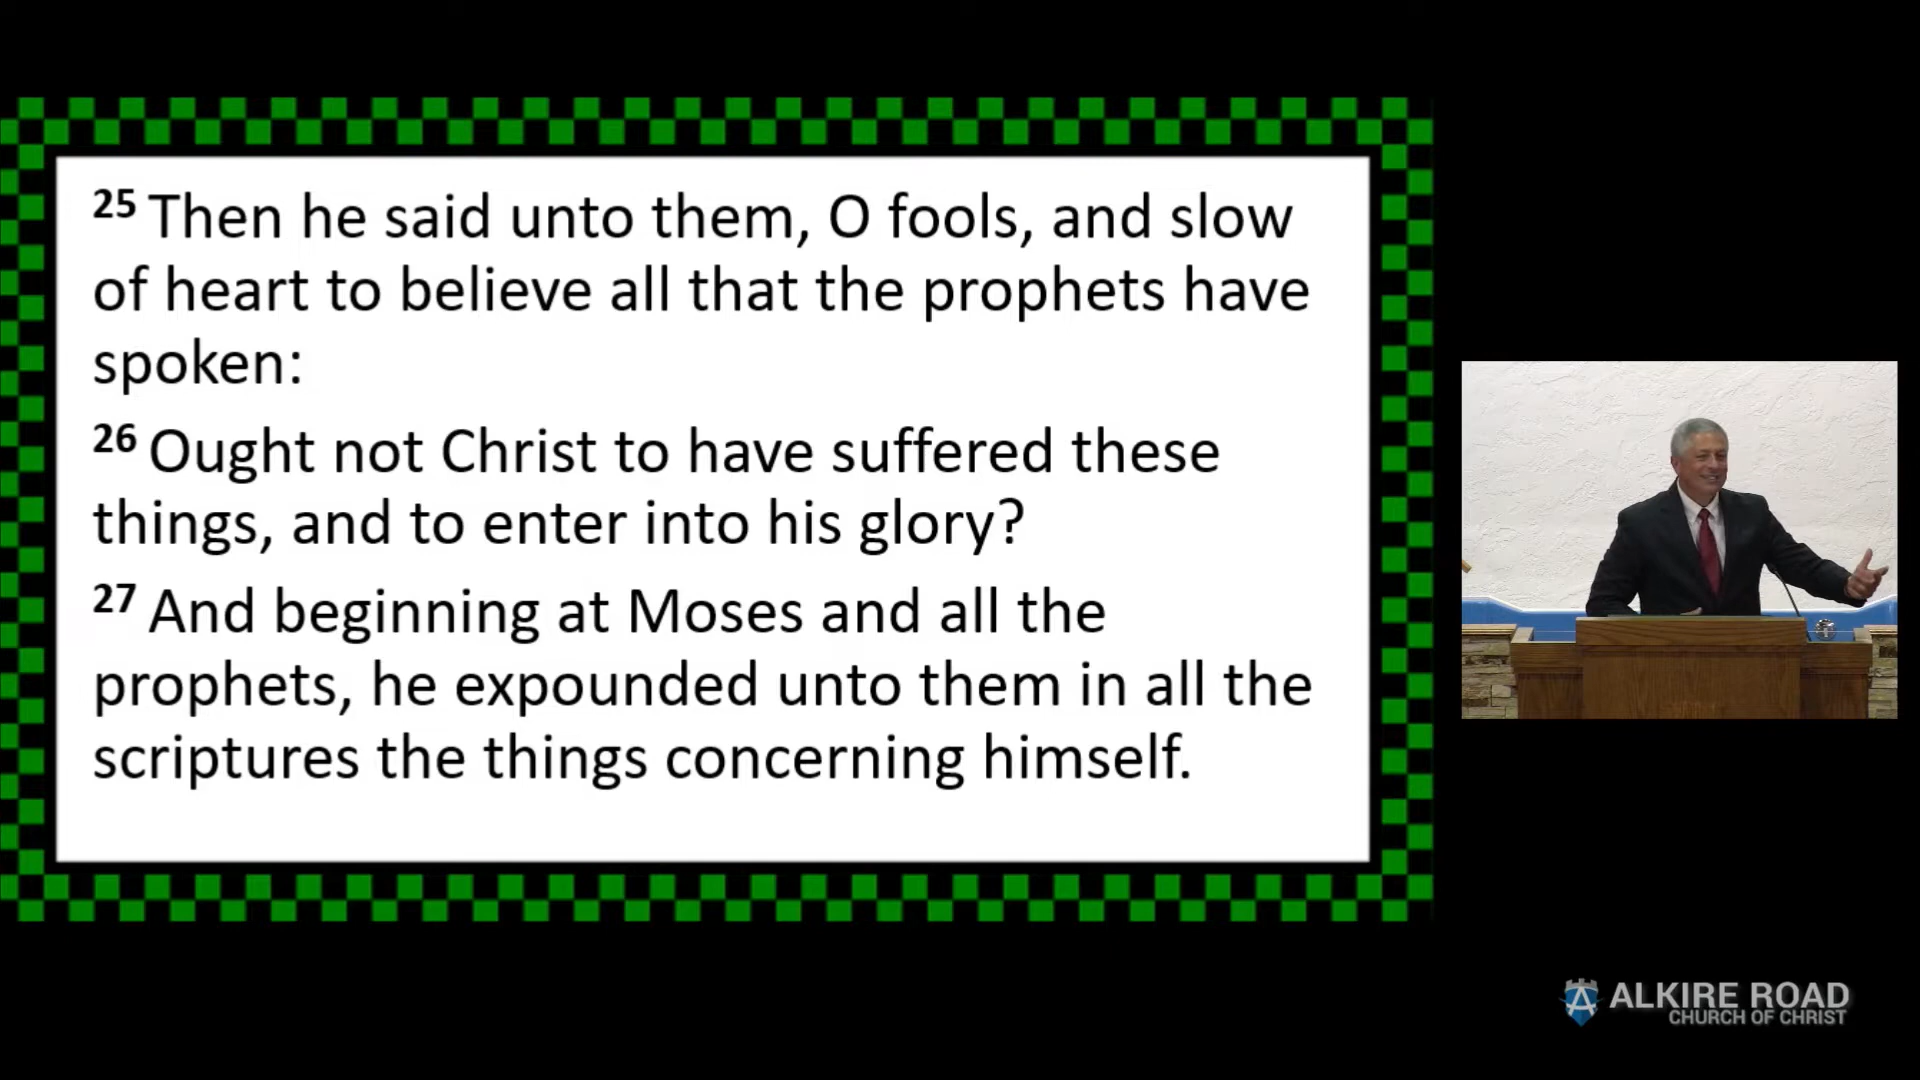 25 Then he said unto them, O fools, and slow
of heart to believe all that the prophets have
spoken:
26 Ought not Christ to have suffered these
things, and to enter into his glory?
27 And beginning at Moses and all the
prophets, he expounded unto them in all the
scriptures the things concerning himself.
ALKIRE ROAD
CHURCH OF CHRIST